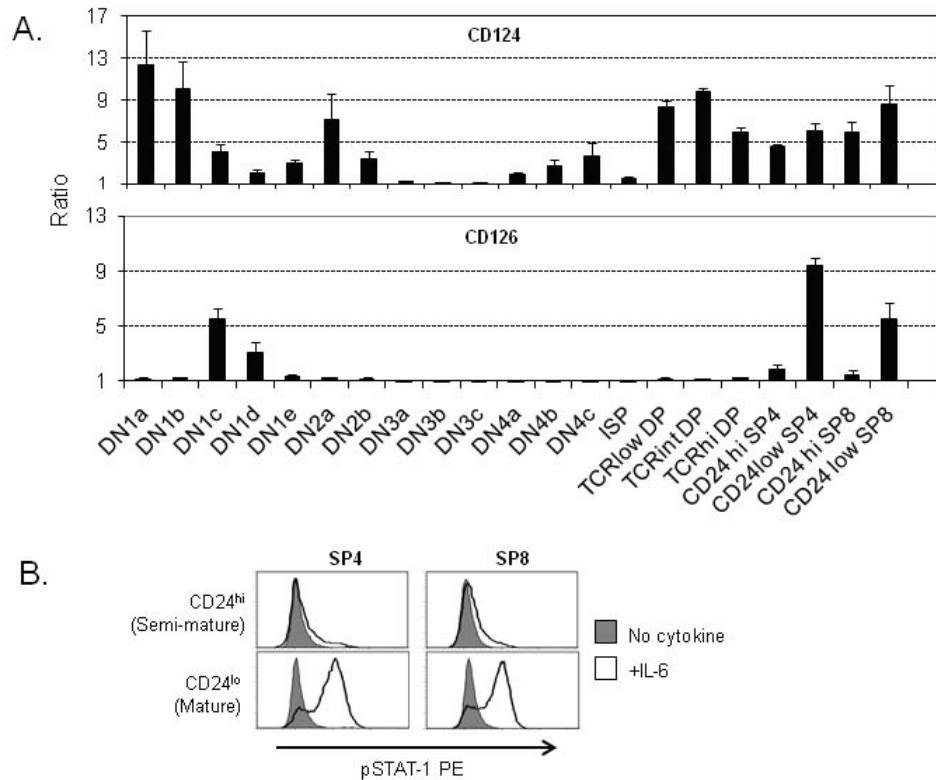 A.
CD124
17
13
9
5
1
Ratio
CD126
13
9
5
1
DN1a
DN1b
DN1c
DN1d
DN1e
DN2a
DN2b
DN3a
DN3b
DN3c
DN4a
DN4b
DN4c
ISP
TCRlow DP
TCRint DP
TCRhi DP
CD24 hi SP4
CD24low SP4
CD24 hi SP8
CD24 low SP8
B.
SP4 SP8
CD24hi
(Semi-mature)
No cytokine
+IL-6
CD24lo
(Mature)
pSTAT-1 PE